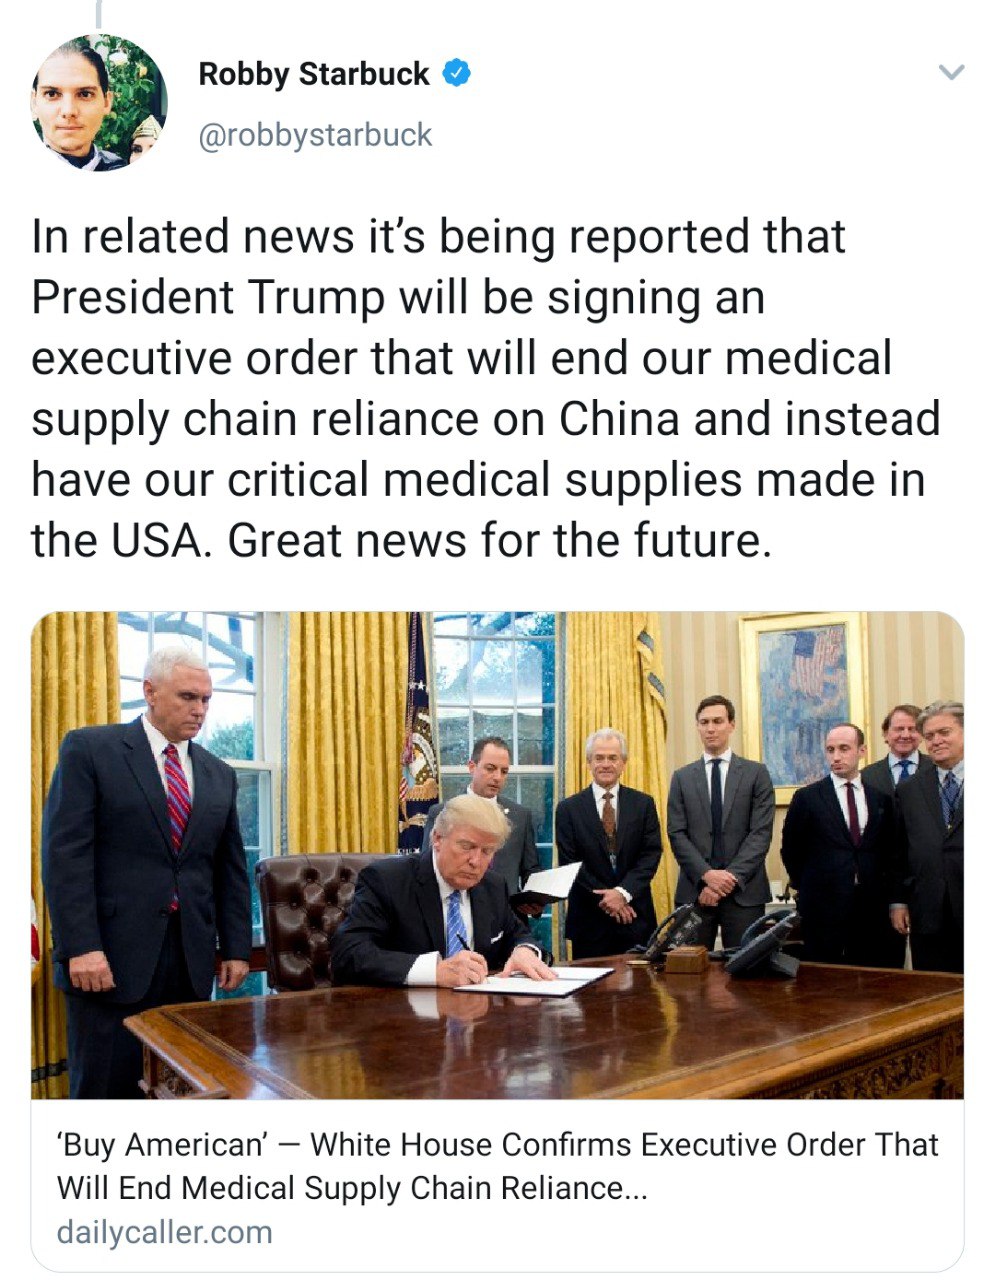 Robby Starbuck
@robbystarbuck
In related news it’s being reported that
President Trump will be signing an
executive order that will end our medical
supply chain reliance on China and instead
have our critical medical supplies made in
the USA. Great news for the future.
‘Buy American’ — White House Confirms Executive Order That
Will End Medical Supply Chain Reliance...
dailycaller.com